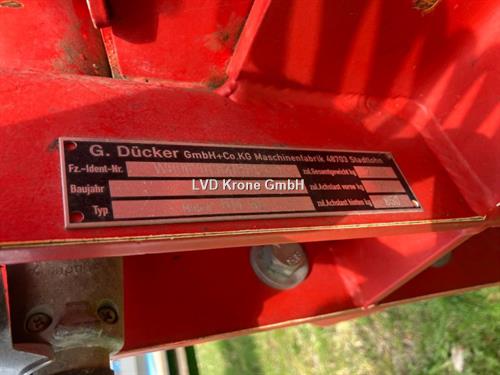 G. Dücker GmbH+Co.KG Maschinenfabrik 48703 Stadtlohn
Fz.-Ident-Nr. zul.Gesamtgewicht kg
Baujahr zul.Achslast vorne kg
LVD Krone GmbH
Typ zul.Achslast hinten kg